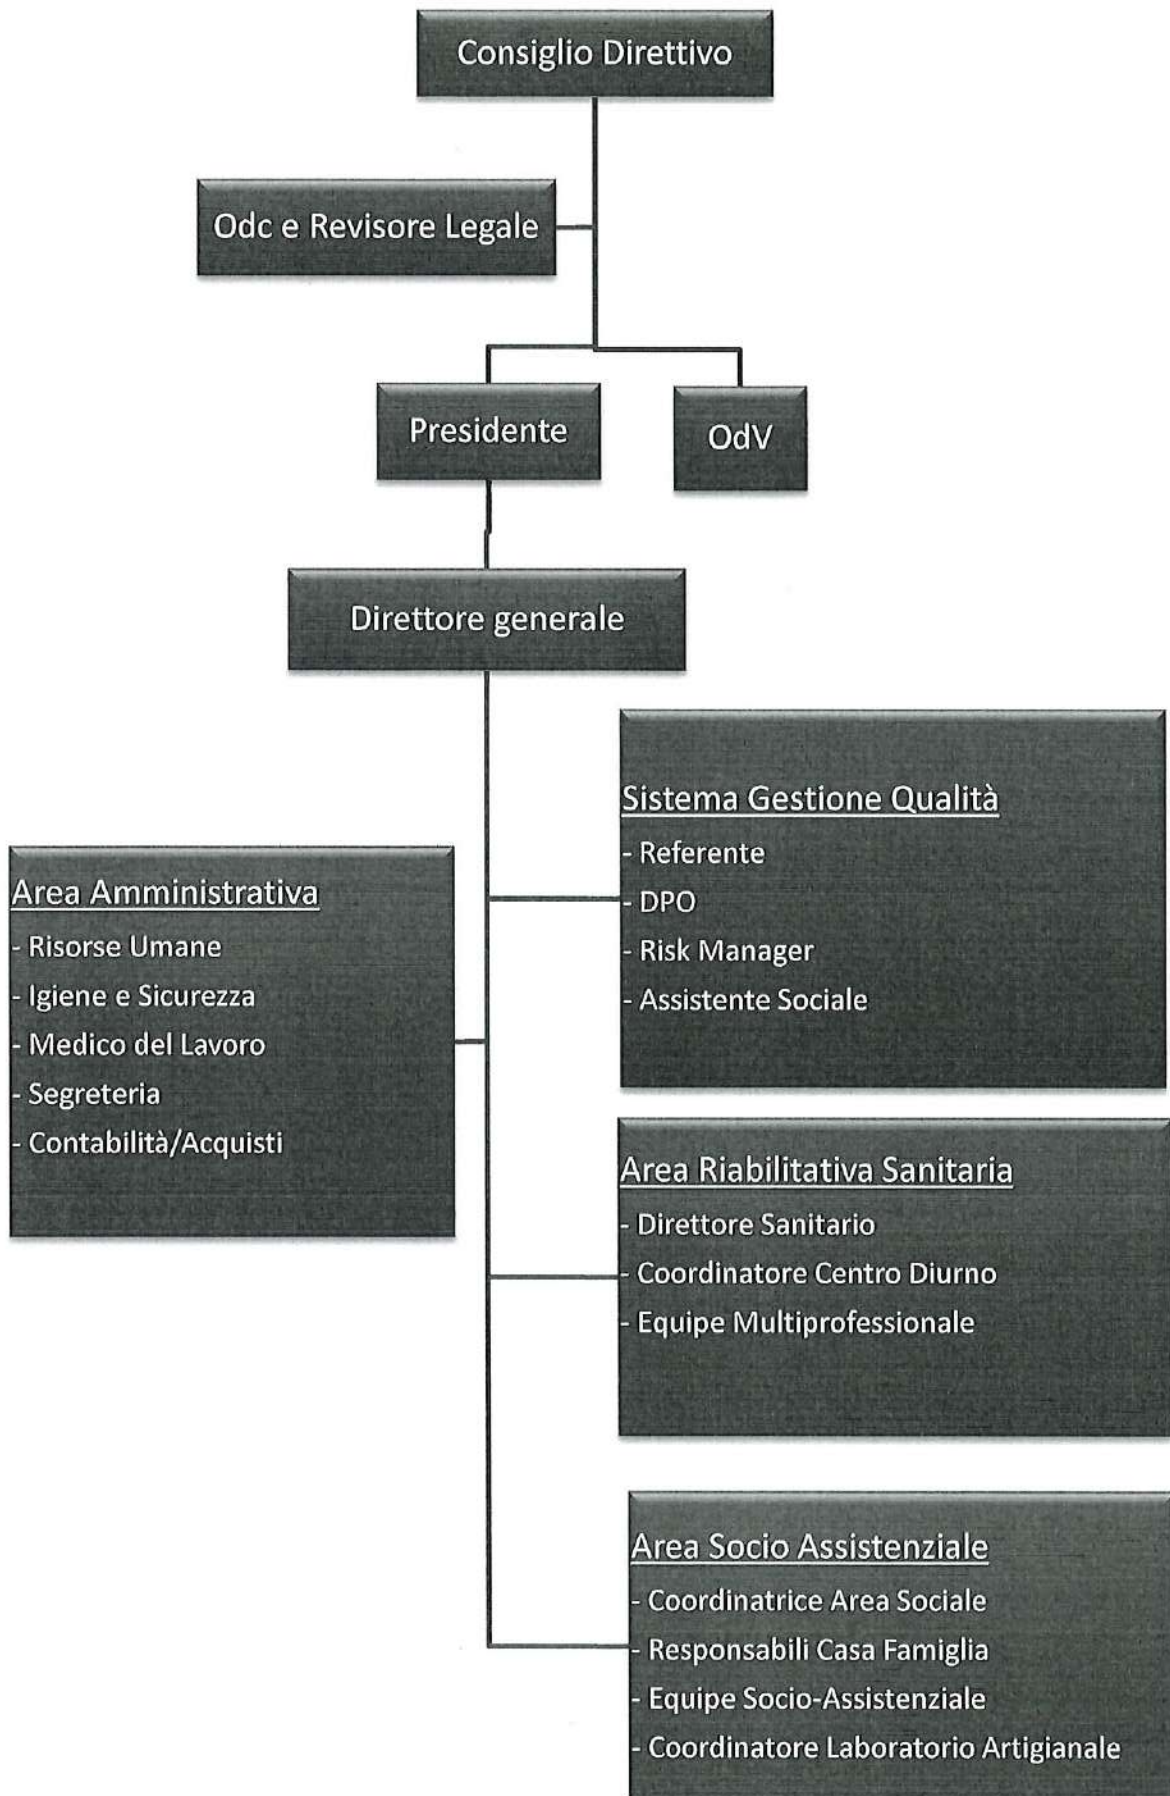 Consiglio Direttivo
Odc e Revisore Legale
Presidente
OdV
Direttore generale
Sistema Gestione Qualità
- Referente
- DPO
- Risk Manager
- Assistente Sociale
Area Amministrativa
- Risorse Umane
- Igiene e Sicurezza
- Medico del Lavoro
- Segreteria
- Contabilità/Acquisti
Area Riabilitativa Sanitaria
- Direttore Sanitario
- Coordinatore Centro Diurno
- Equipe Multiprofessionale
Area Socio Assistenziale
- Coordinatrice Area Sociale
- Responsabili Casa Famiglia
- Equipe Socio-Assistenziale
- Coordinatore Laboratorio Artigianale